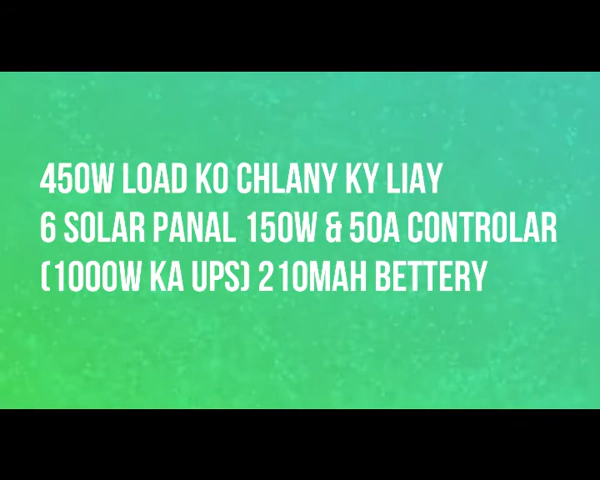 450W LOAD KO CHLANY KY LIAY
6 SOLAR PANAL 150W & 50A CONTROLAR
(1000W KA UPS) 210MAH BETTERY